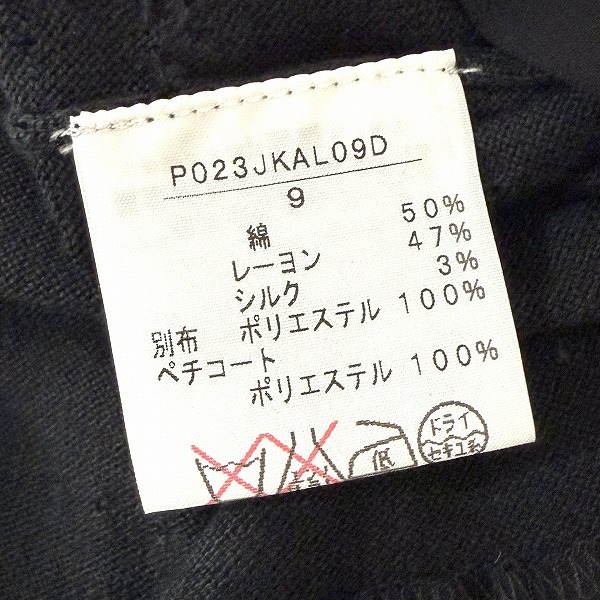 P023JKAL09D
9
綿 50%
レーヨン 47%
シルク 3%
別布 ポリエステル 100%
ペチコート
ポリエステル 100%
低
ドライ
セキユ系